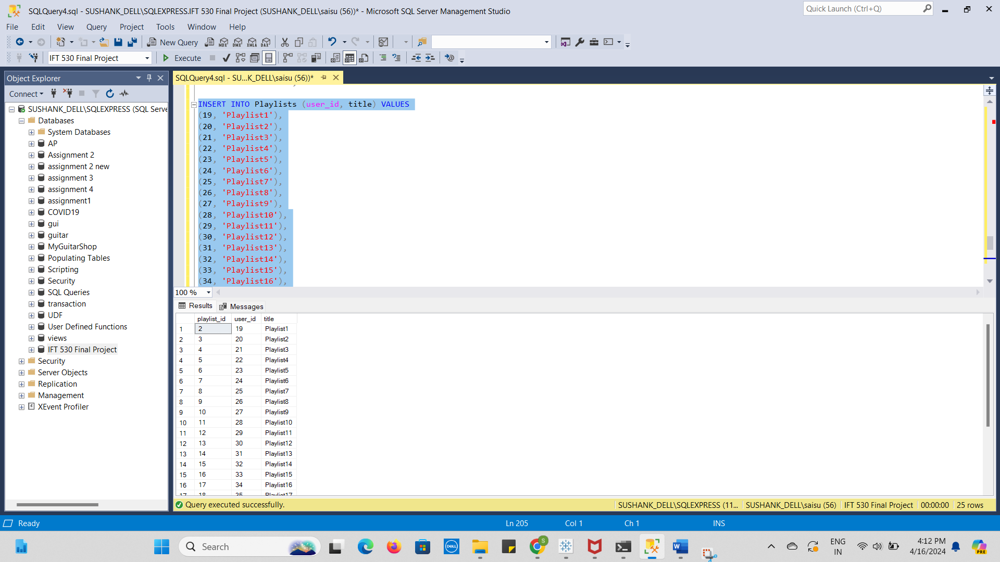 SQLQuery4.sql - SUSHANK_DELL\SQLEXPRESS.IFT 530 Final Project (SUSHANK_DELL\saisu (56))* - Microsoft SQL Server Management Studio
Quick Launch (Ctrl+Q)
File Edit View Query Project Tools Window Help
New Query MDX DMX XMLA DAX
IFT 530 Final Project Execute
Object Explorer
SQLQuery4.sql - SU...K_DELL\saisu (56))*
Connect
SUSHANK_DELL\SQLEXPRESS (SQL Serve
Databases
System Databases
AP
Assignment 2
assignment 2 new
assignment 3
assignment 4
assignment1
COVID19
gui
guitar
MyGuitarShop
Populating Tables
Scripting
Security
SQL Queries
transaction
UDF
User Defined Functions
views
IFT 530 Final Project
Security
Server Objects
Replication
Management
XEvent Profiler
INSERT INTO Playlists (user_id, title) VALUES
(19, 'Playlist1'),
(20, 'Playlist2'),
(21, 'Playlist3'),
(22, 'Playlist4'),
(23, 'Playlist5'),
(24, 'Playlist6'),
(25, 'Playlist7'),
(26, 'Playlist8'),
(27, 'Playlist9'),
(28, 'Playlist10'),
(29, 'Playlist11'),
(30, 'Playlist12'),
(31, 'Playlist13'),
(32, 'Playlist14'),
(33, 'Playlist15'),
(34, 'Playlist16'),
100 %
Results Messages
playlist_id user_id title
1 2 19 Playlist1
2 3 20 Playlist2
3 4 21 Playlist3
4 5 22 Playlist4
5 6 23 Playlist5
6 7 24 Playlist6
7 8 25 Playlist7
8 9 26 Playlist8
9 10 27 Playlist9
10 11 28 Playlist10
11 12 29 Playlist11
12 13 30 Playlist12
13 14 31 Playlist13
14 15 32 Playlist14
15 16 33 Playlist15
16 17 34 Playlist16
17 18 35 Playlist17
Query executed successfully. SUSHANK_DELL\SQLEXPRESS (11... SUSHANK_DELL\saisu (56) IFT 530 Final Project 00:00:00 25 rows
Ready Ln 205 Col 1 Ch 1 INS
Search
DELL
S
ENG
IN
4:12 PM
4/16/2024
PRE